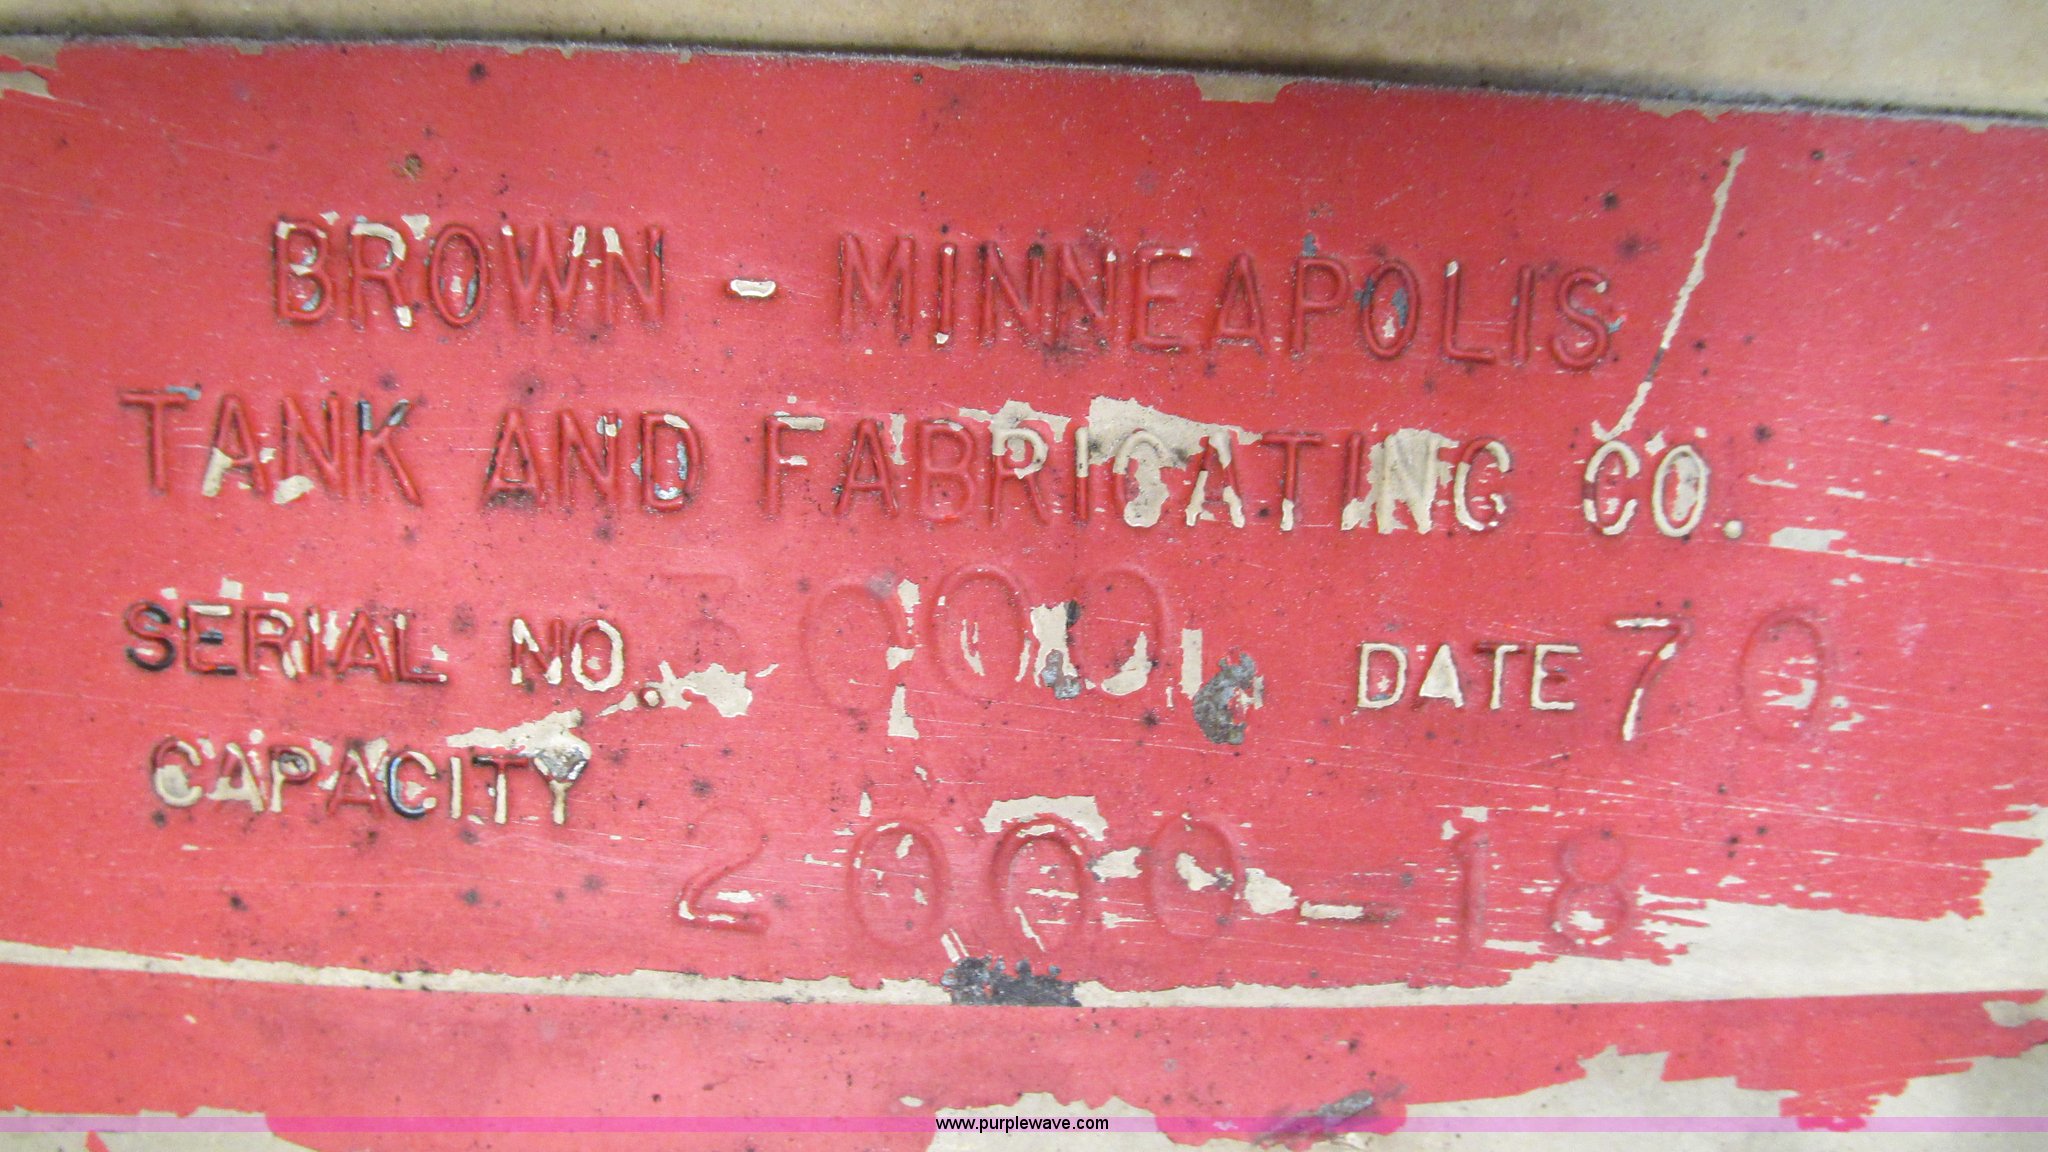 BROWN - MINNEAPOLIS
TANK AND FABRICATING CO.
SERIAL NO. DATE 70
CAPACITY
2000-18
www.purplewave.com